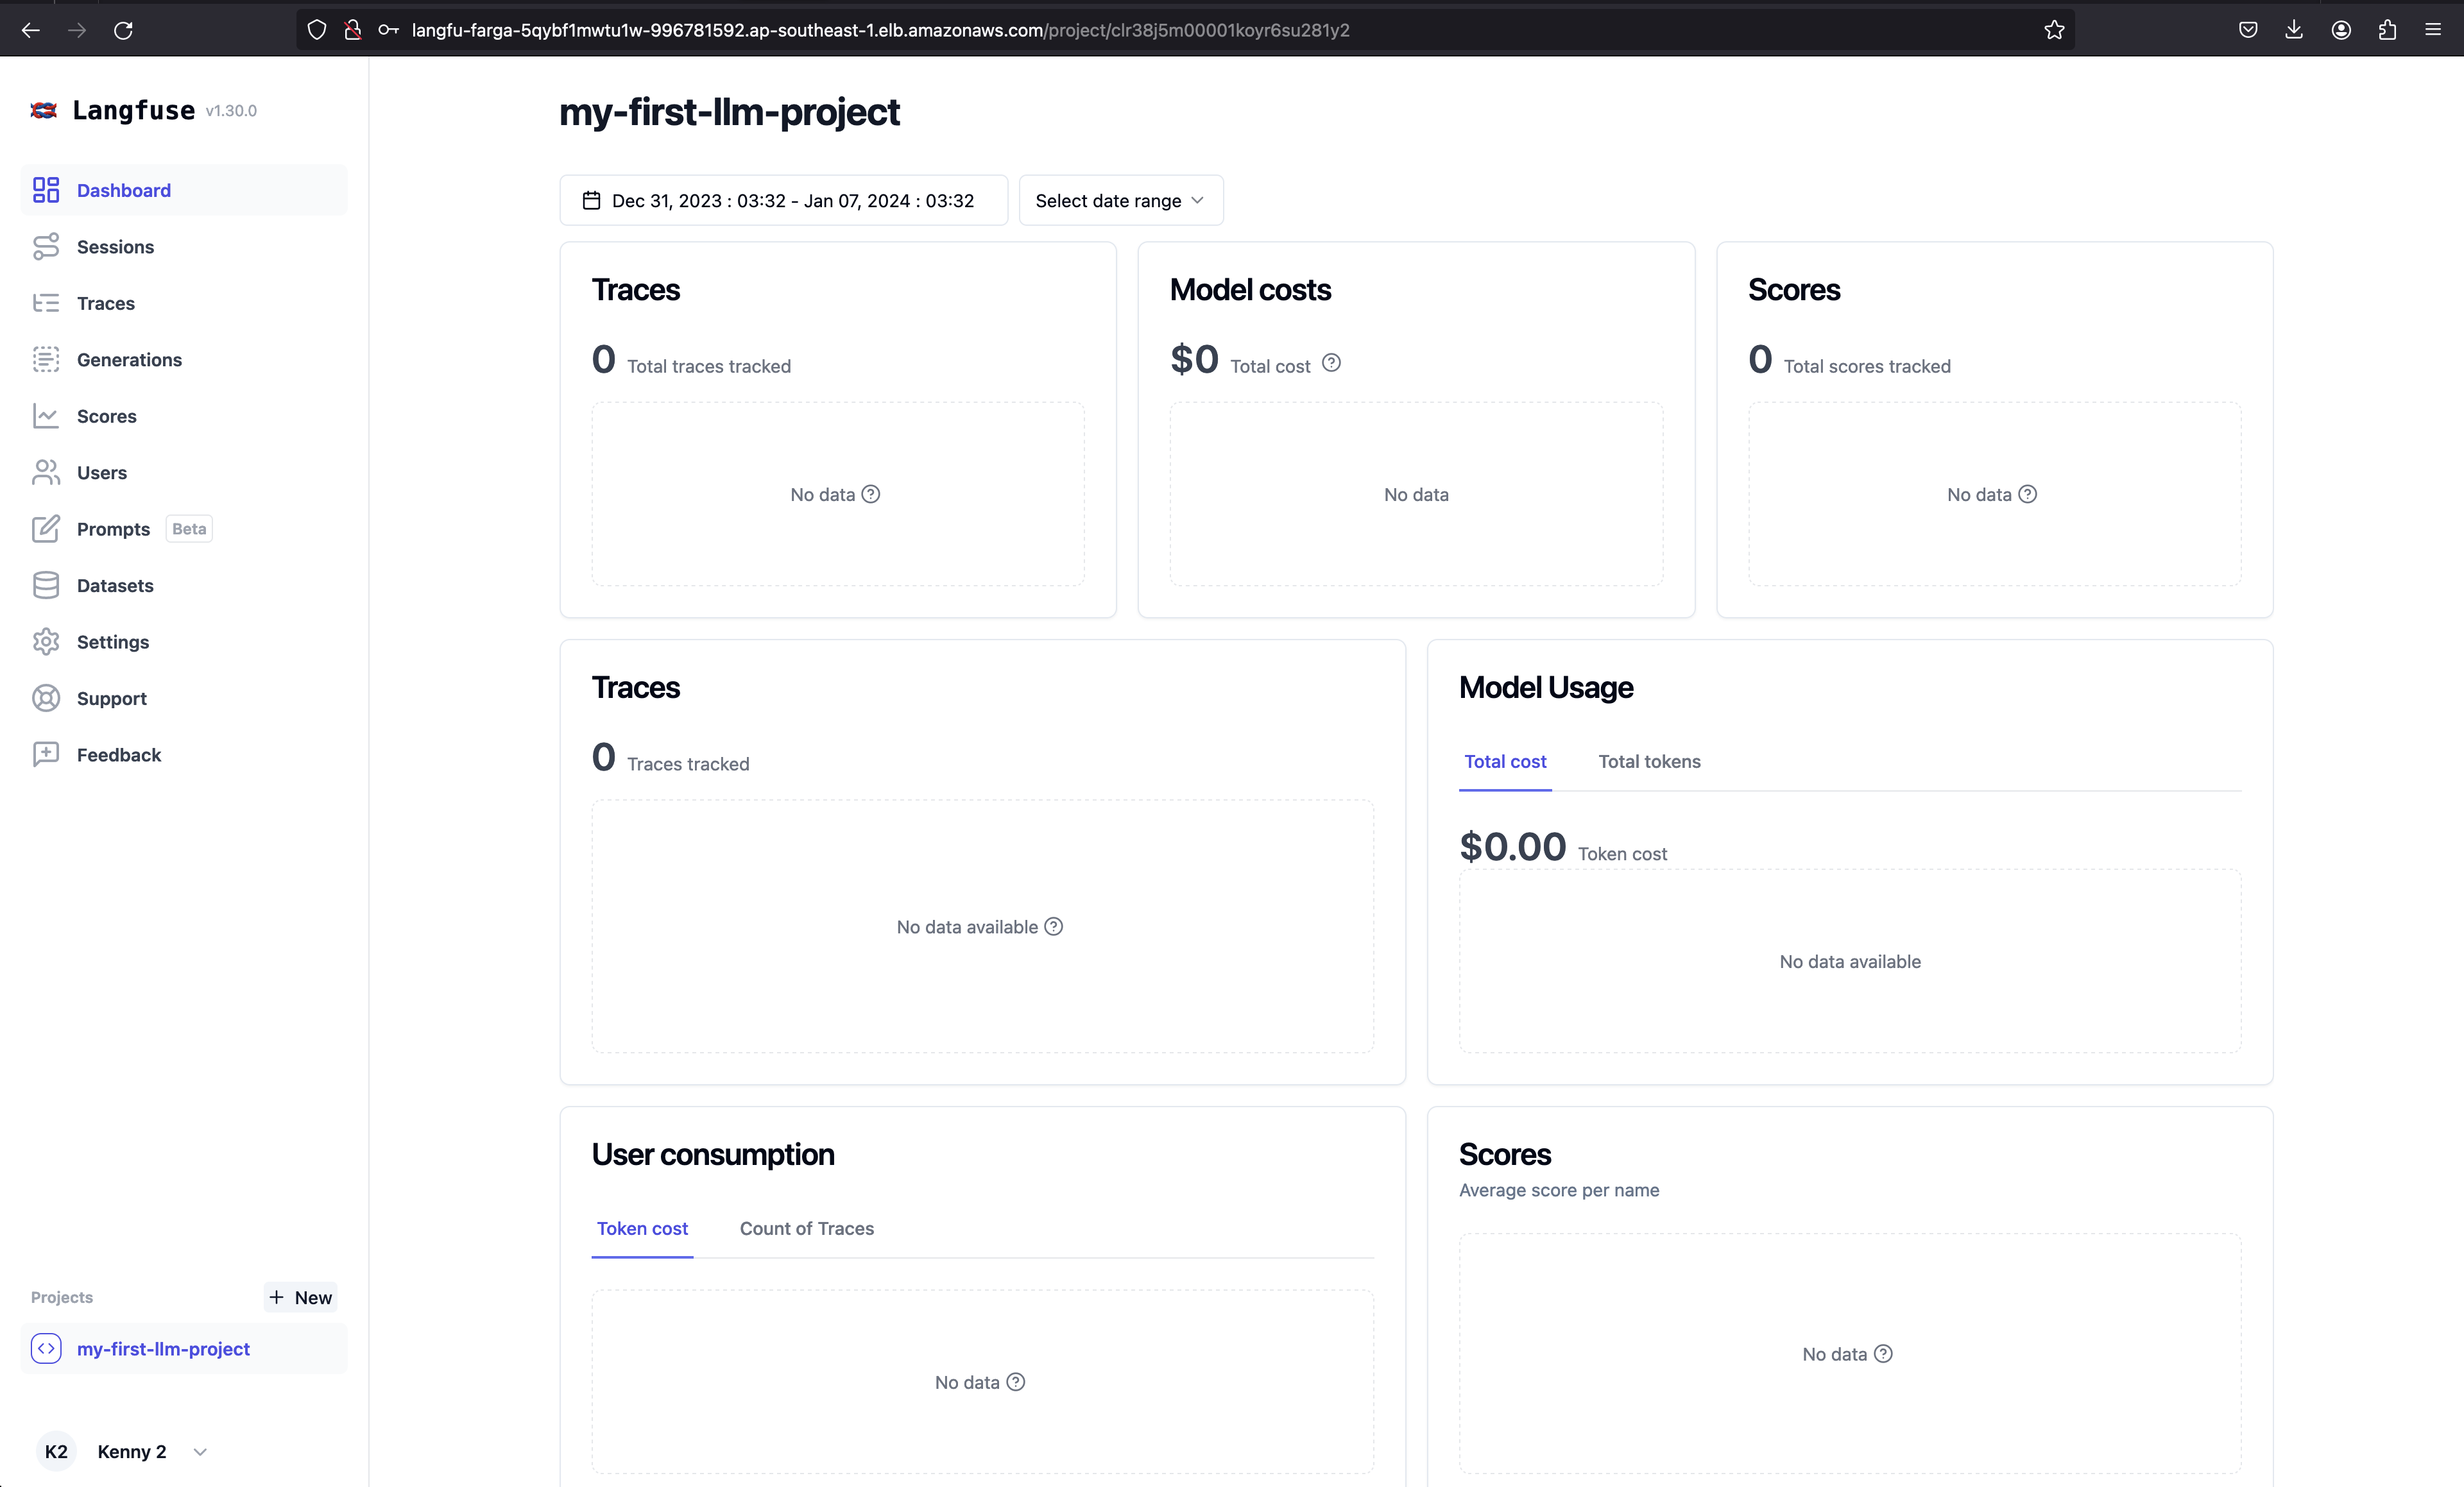 langfu-farga-5qybf1mwtu1w-996781592.ap-southeast-1.elb.amazonaws.com/project/clr38j5m00001koyr6su281y2
Langfuse v1.30.0
Dashboard
Sessions
Traces
Generations
Scores
Users
Prompts Beta
Datasets
Settings
Support
Feedback
Projects + New
my-first-llm-project
K2 Kenny 2
my-first-llm-project
Dec 31, 2023 : 03:32 - Jan 07, 2024 : 03:32 Select date range
Traces
0 Total traces tracked
No data
Model costs
$0 Total cost
No data
Scores
0 Total scores tracked
No data
Traces
0 Traces tracked
No data available
Model Usage
Total cost Total tokens
$0.00 Token cost
No data available
User consumption
Token cost Count of Traces
No data
Scores
Average score per name
No data